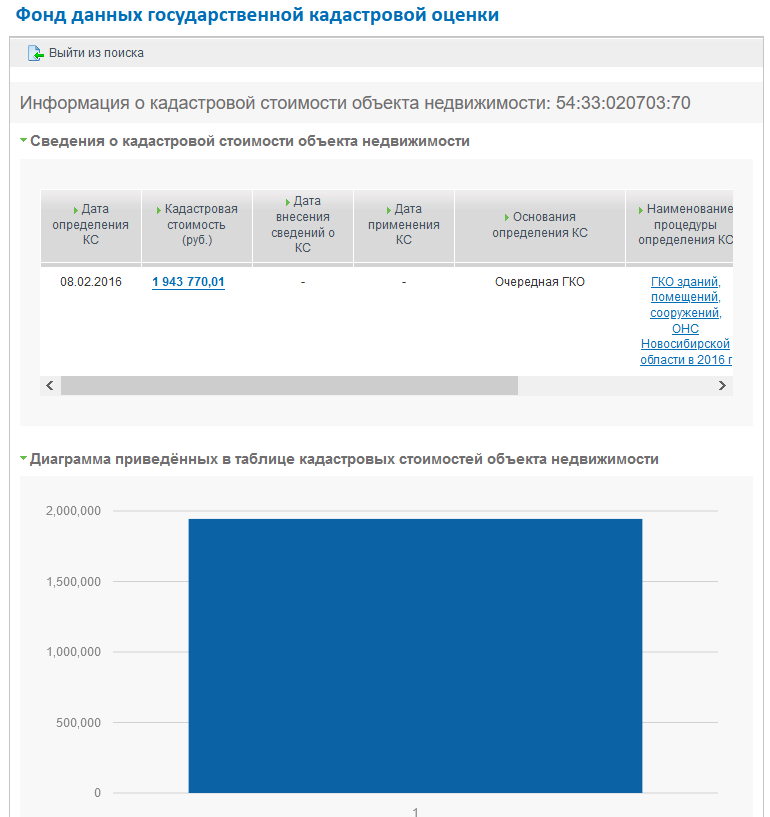 Фонд данных государственной кадастровой оценки
Выйти из поиска
Информация о кадастровой стоимости объекта недвижимости: 54:33:020703:70
Сведения о кадастровой стоимости объекта недвижимости
Дата
определения
КС
Кадастровая
стоимость
(руб.)
Дата
внесения
сведений о
КС
Дата
применения
КС
Основания
определения КС
Наименование
процедуры
определения КС
08.02.2016
1 943 770,01
-
-
Очередная ГКО
ГКО зданий,
помещений,
сооружений,
ОНС
Новосибирской
области в 2016 г
Диаграмма приведённых в таблице кадастровых стоимостей объекта недвижимости
2,000,000
1,500,000
1,000,000
500,000
0
1